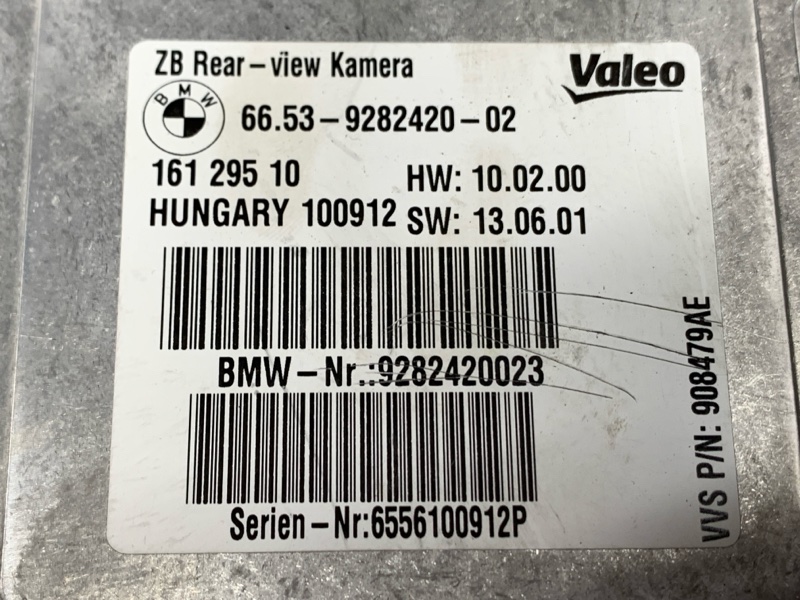 ZB Rear-view Kamera
Valeo
BMW
66.53-9282420-02
161 295 10
HW: 10.02.00
HUNGARY 100912
SW: 13.06.01
BMW-Nr.:9282420023
Serien-Nr:6556100912P
VVS P/N: 908479AE